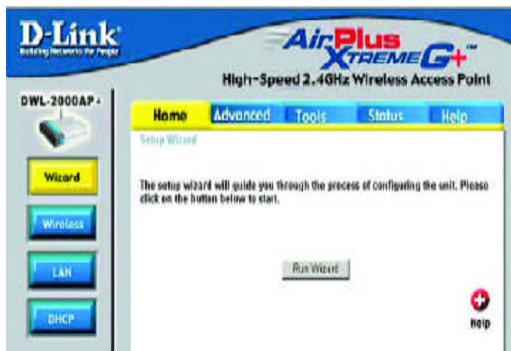 D-Link
Building Networks for People
AirPlus
XTREME G+™
High-Speed 2.4GHz Wireless Access Point
DWL-2000AP+
Home Advanced Tools Status Help
Setup Wizard
Wizard
The setup wizard will guide you through the process of configuring the unit. Please
click on the button below to start.
Wireless
Run Wizard
LAN
DHCP
Help